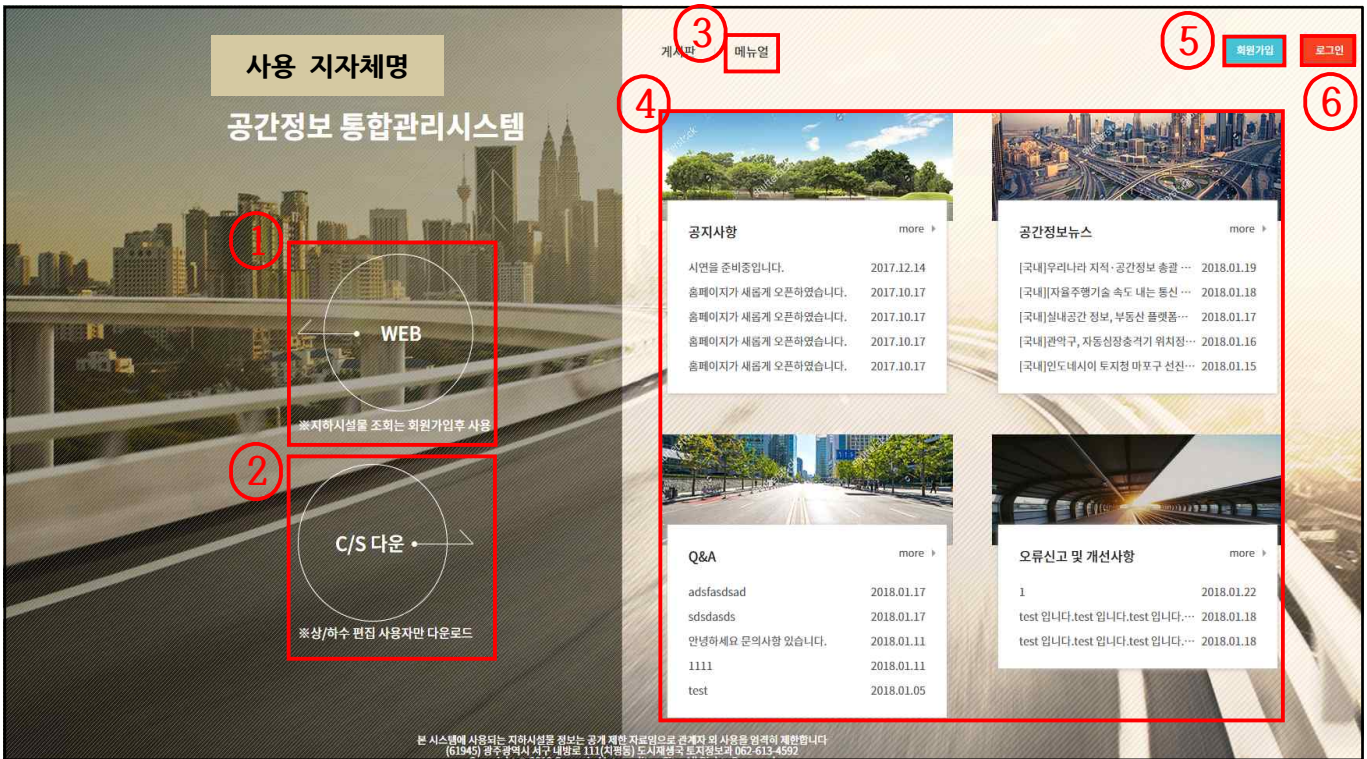 사용 지자체명
공간정보 통합관리시스템
①
WEB
※지하시설물 조회는 회원가입후 사용
②
C/S 다운
※상/하수 편집 사용자만 다운로드
게시판
③
메뉴얼
⑤
회원가입
로그인
⑥
④
공지사항 more
시연을 준비중입니다. 2017.12.14
홈페이지가 새롭게 오픈하였습니다. 2017.10.17
홈페이지가 새롭게 오픈하였습니다. 2017.10.17
홈페이지가 새롭게 오픈하였습니다. 2017.10.17
홈페이지가 새롭게 오픈하였습니다. 2017.10.17
공간정보뉴스 more
[국내]우리나라 지적·공간정보 총괄 … 2018.01.19
[국내][자율주행기술 속도 내는 통신 … 2018.01.18
[국내]실내공간 정보, 부동산 플랫폼… 2018.01.17
[국내]관악구, 자동심장충격기 위치정… 2018.01.16
[국내]인도네시아 토지청 마포구 선진… 2018.01.15
Q&A more
adsfasdsad 2018.01.17
sdsdasds 2018.01.17
안녕하세요 문의사항 있습니다. 2018.01.11
1111 2018.01.11
test 2018.01.05
오류신고 및 개선사항 more
1 2018.01.22
test 입니다.test 입니다.test 입니다.… 2018.01.18
test 입니다.test 입니다.test 입니다.… 2018.01.18
본 시스템에 사용되는 지하시설물 정보는 공개 제한 자료임으로 관계자 외 사용을 엄격히 제한합니다
(61945) 광주광역시 서구 내방로 111(치평동) 도시재생국 토지정보과 062-613-4592